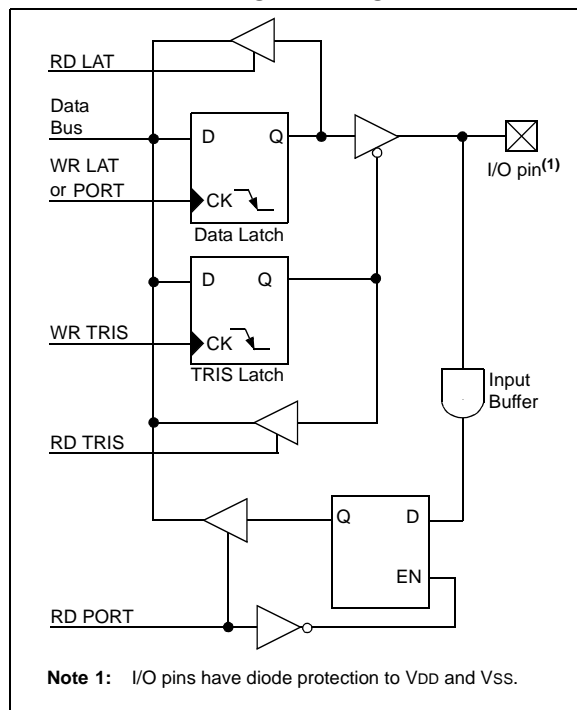 RD LAT
Data
Bus
D
Q
WR LAT
or PORT
CK
Data Latch
I/O pin(1)
D
Q
WR TRIS
CK
TRIS Latch
Input
Buffer
RD TRIS
Q
D
EN
RD PORT
Note 1: I/O pins have diode protection to VDD and VSS.